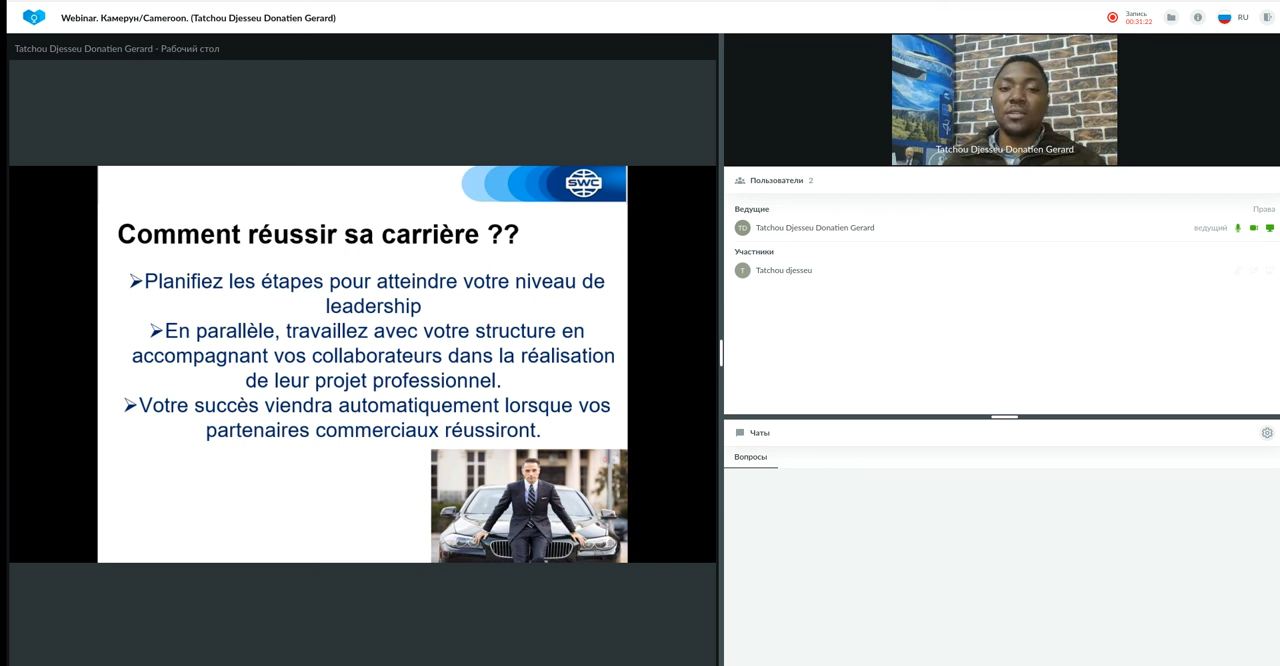 Webinar. Камерун/Cameroon. (Tatchou Djesseu Donatien Gerard)
Запись
00:31:22
RU
Tatchou Djesseu Donatien Gerard - Рабочий стол
SWC
Comment réussir sa carrière ??
➢Planifiez les étapes pour atteindre votre niveau de
leadership
➢En parallèle, travaillez avec votre structure en
accompagnant vos collaborateurs dans la réalisation
de leur projet professionnel.
➢Votre succès viendra automatiquement lorsque vos
partenaires commerciaux réussiront.
Tatchou Djesseu Donatien Gerard
Пользователи 2
Ведущие
Права
TD
Tatchou Djesseu Donatien Gerard
ведущий
Участники
T
Tatchou djesseu
Чаты
Вопросы